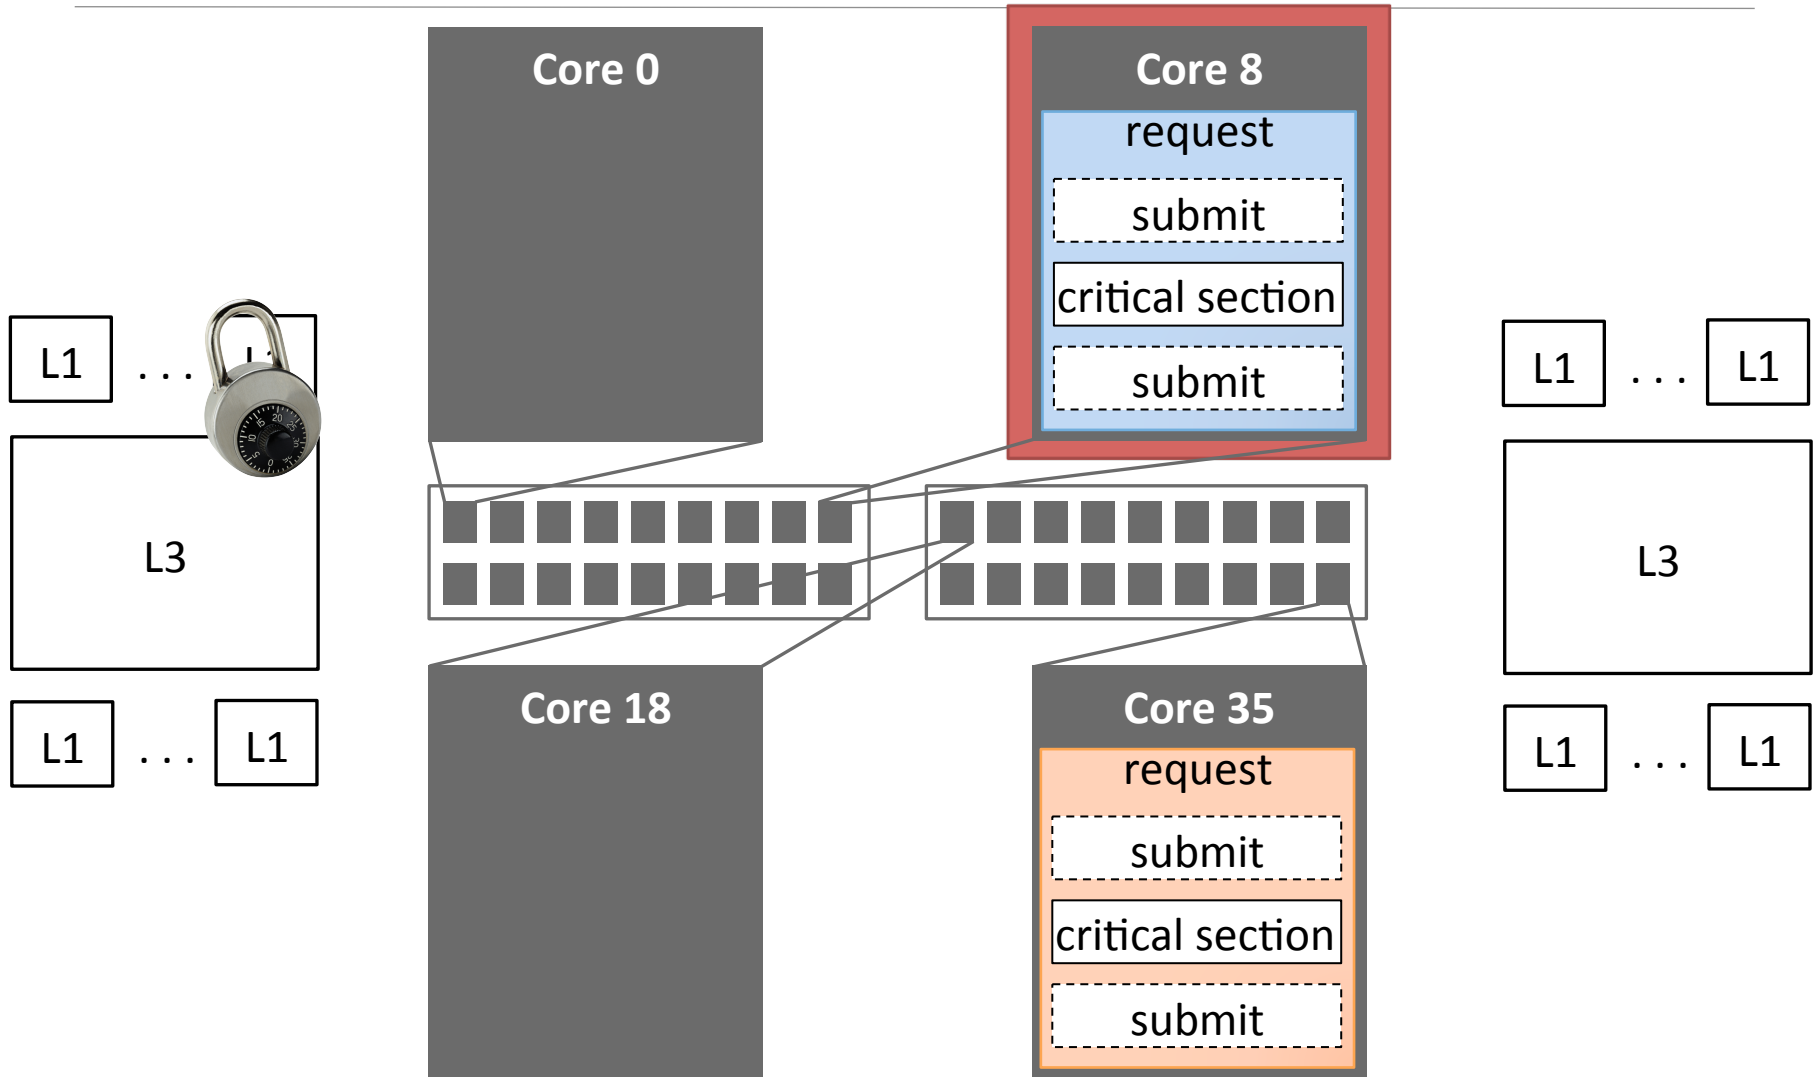 Core 0
Core 8
request
submit
critical section
submit
L1 . . .
L1 . . . L1
L3
L3
L1 . . . L1
L1 . . . L1
Core 18
Core 35
request
submit
critical section
submit